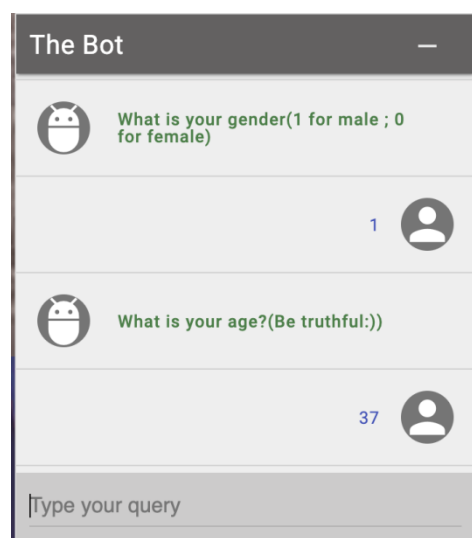 The Bot
What is your gender(1 for male ; 0
for female)
1
What is your age?(Be truthful:))
37
Type your query